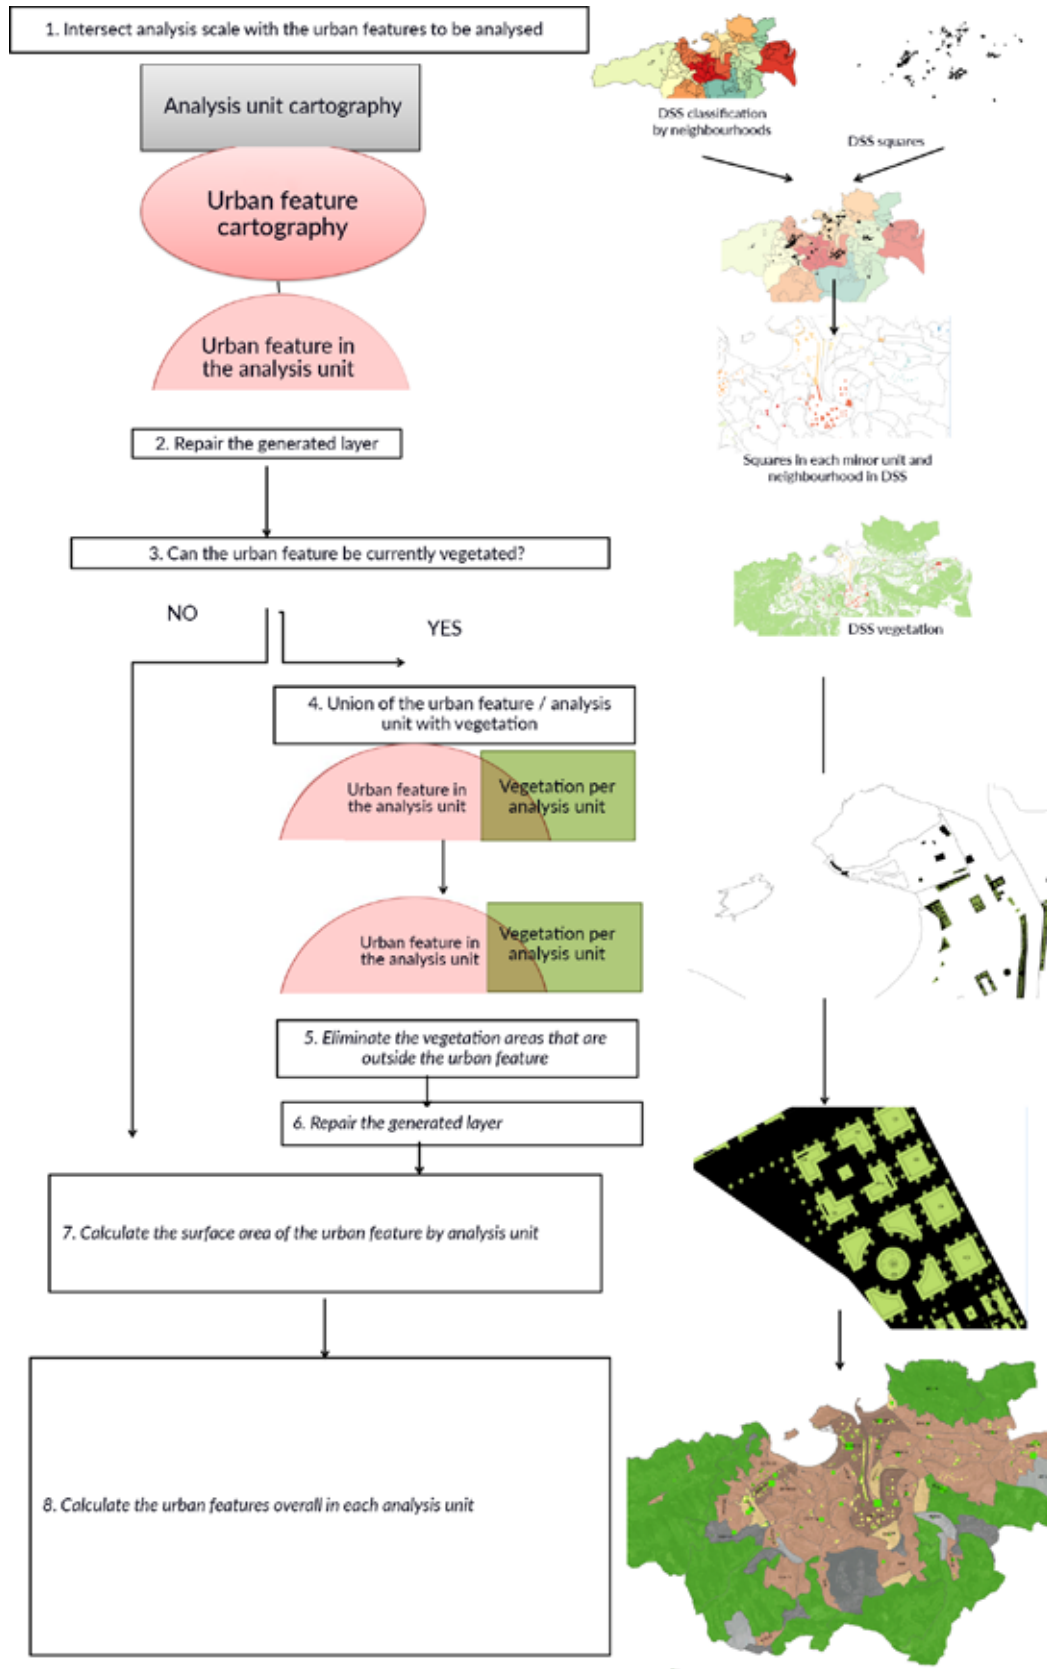 1. Intersect analysis scale with the urban features to be analysed
Analysis unit cartography
Urban feature
cartography
Urban feature in
the analysis unit
2. Repair the generated layer
3. Can the urban feature be currently vegetated?
NO
YES
4. Union of the urban feature / analysis
unit with vegetation
Urban feature in
the analysis unit
Vegetation per
analysis unit
Urban feature in
the analysis unit
Vegetation per
analysis unit
5. Eliminate the vegetation areas that are
outside the urban feature
6. Repair the generated layer
7. Calculate the surface area of the urban feature by analysis unit
8. Calculate the urban features overall in each analysis unit
DSS classification
by neighbourhoods
DSS squares
Squares in each minor unit and
neighbourhood in DSS
DSS vegetation